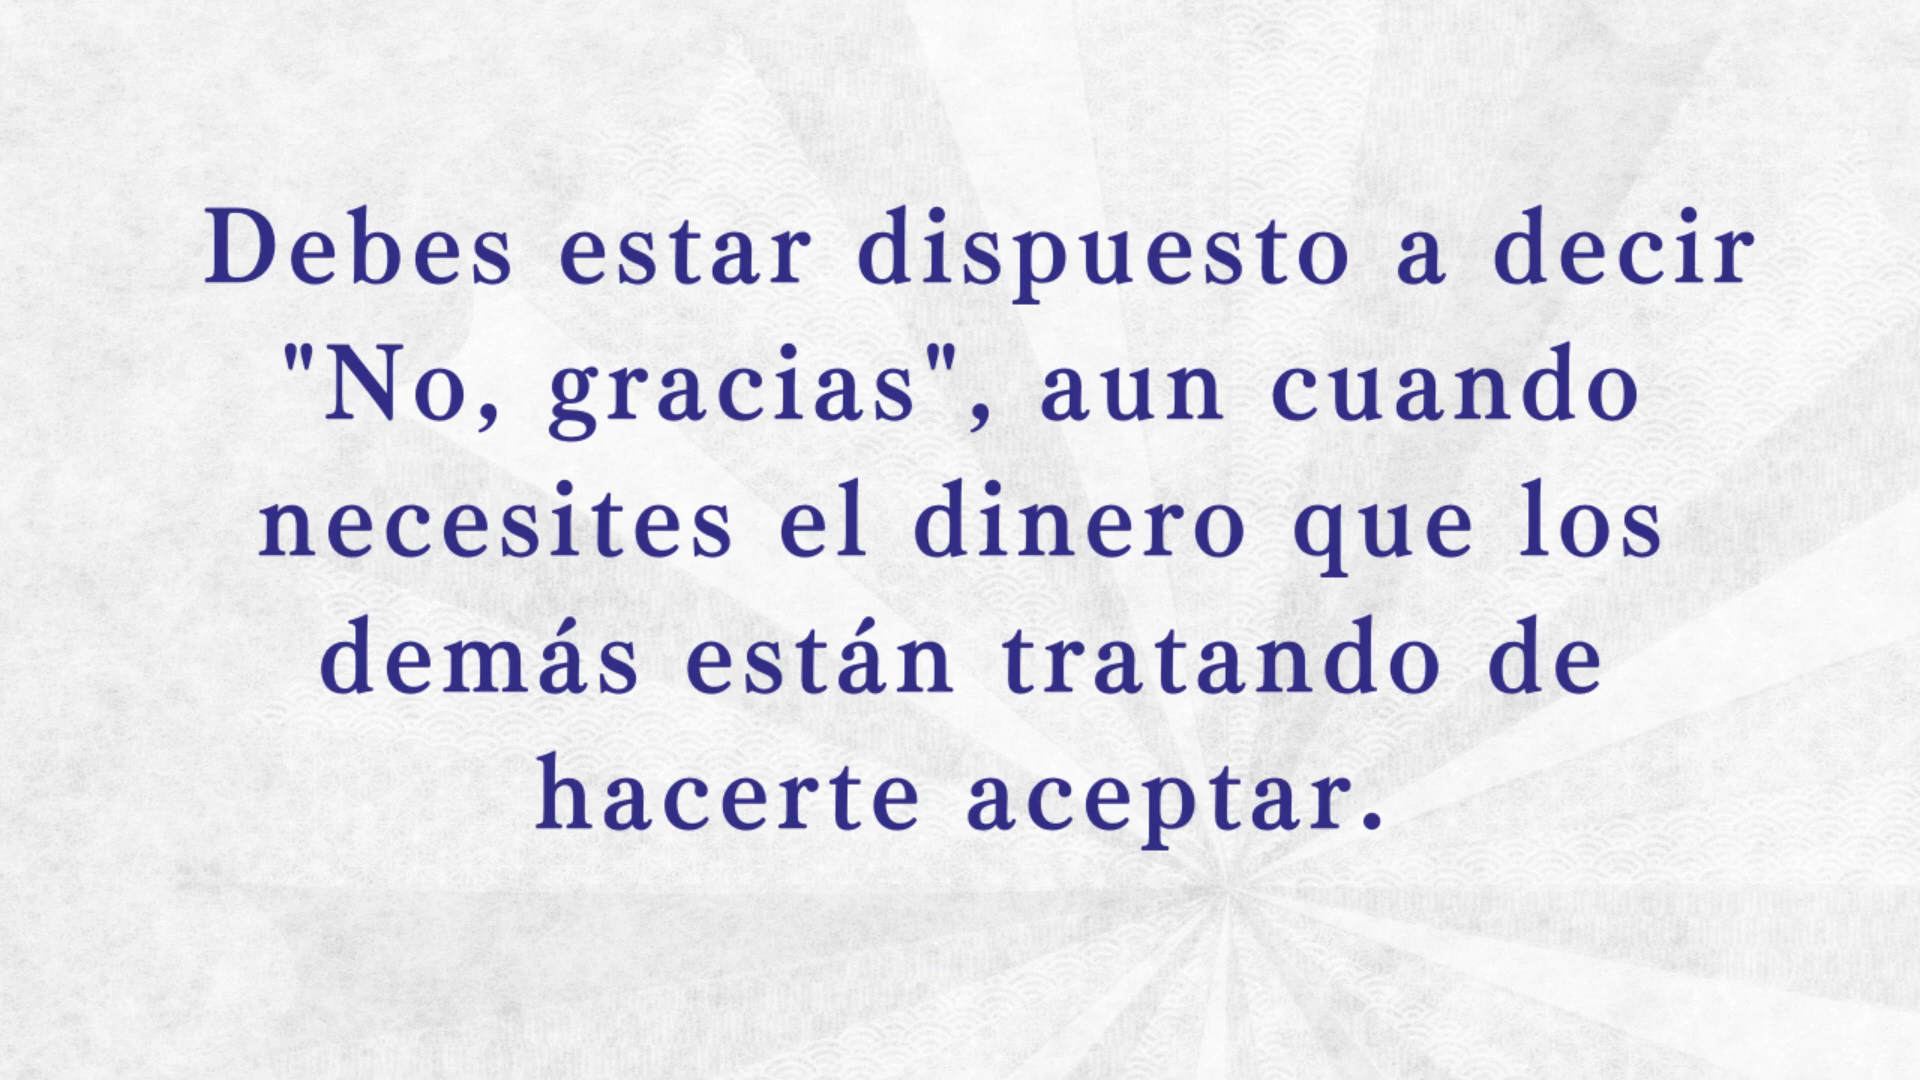 Debes estar dispuesto a decir
"No, gracias", aun cuando
necesites el dinero que los
demás están tratando de
hacerte aceptar.